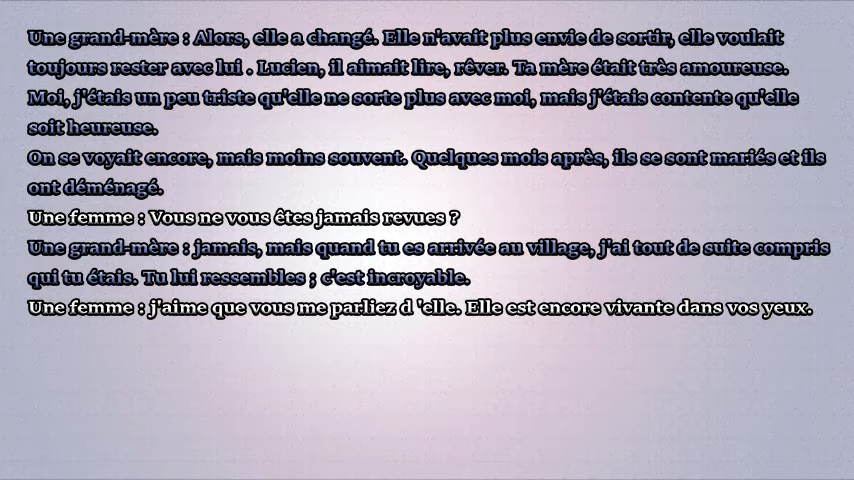 Une grand-mère : Alors, elle a changé. Elle n'avait plus envie de sortir, elle voulait
toujours rester avec lui . Lucien, il aimait lire, rêver. Ta mère était très amoureuse.
Moi, j'étais un peu triste qu'elle ne sorte plus avec moi, mais j'étais contente qu'elle
soit heureuse.
On se voyait encore, mais moins souvent. Quelques mois après, ils se sont mariés et ils
ont déménagé.
Une femme : Vous ne vous êtes jamais revues ?
Une grand-mère : jamais, mais quand tu es arrivée au village, j'ai tout de suite compris
qui tu étais. Tu lui ressembles ; c'est incroyable.
Une femme : j'aime que vous me parliez d 'elle. Elle est encore vivante dans vos yeux.